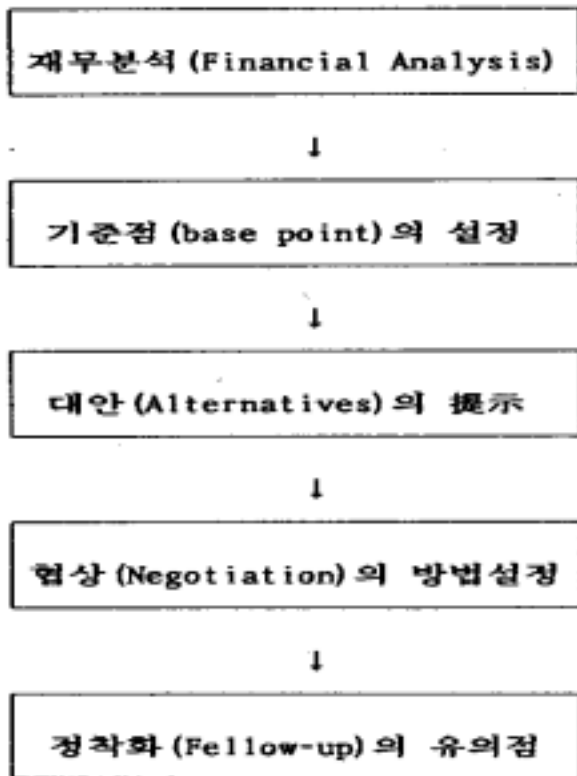 재무분석(Financial Analysis)
↓
기준점(base point)의 설정
↓
대안(Alternatives)의 提示
↓
협상(Negotiation)의 방법설정
↓
정착화(Fellow-up)의 유의점